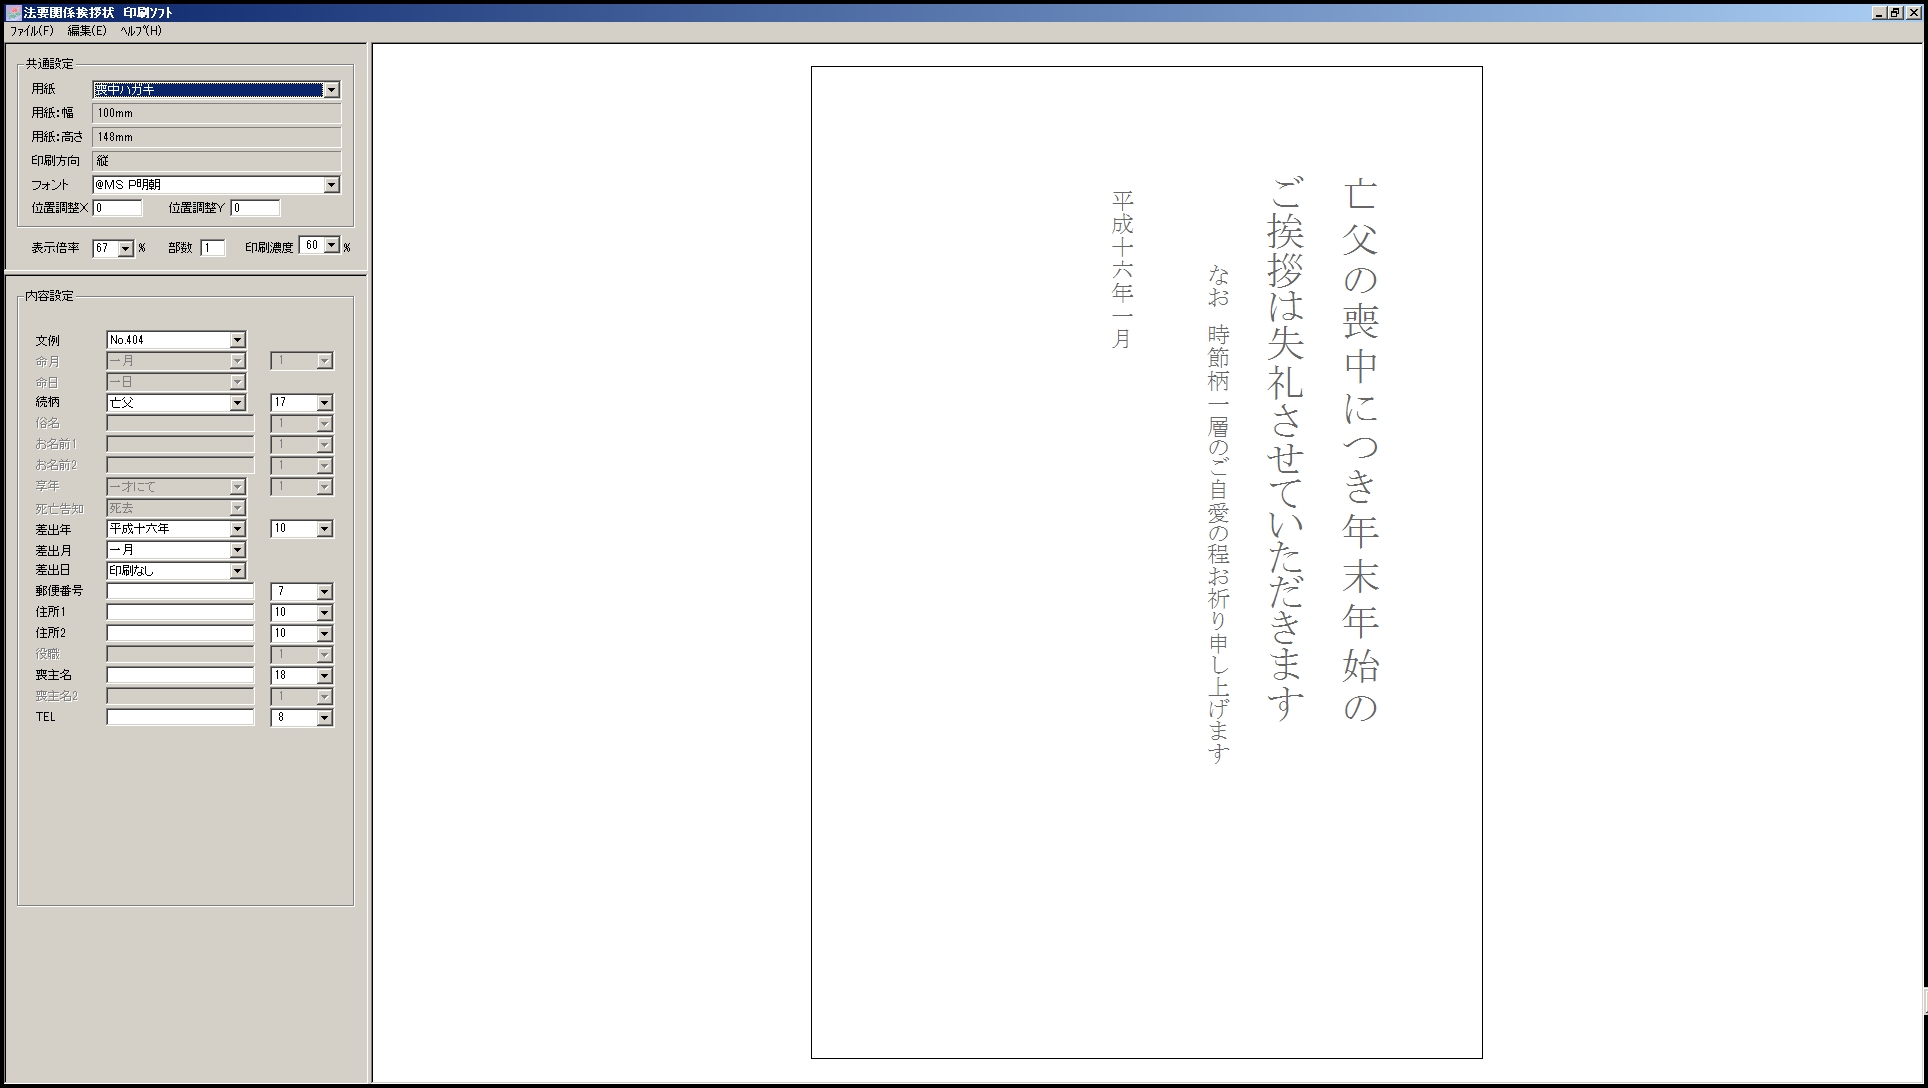 法要関係挨拶状 印刷ソフト
ファイル(F) 編集(E) ヘルプ(H)
共通設定
用紙 喪中ハガキ
用紙:幅 100mm
用紙:高さ 148mm
印刷方向 縦
フォント @MS P明朝
位置調整X 0 位置調整Y 0
表示倍率 67 % 部数 1 印刷濃度 60 %
内容設定
文例 No.404
命月 一月 1
命日 一日
続柄 亡父 17
俗名 1
お名前1 1
お名前2 1
享年 一才にて 1
死亡告知 死去
差出年 平成十六年 10
差出月 一月
差出日 印刷なし
郵便番号 7
住所1 10
住所2 10
役職 1
喪主名 18
喪主名2 1
TEL 8
亡父の喪中につき年末年始の
ご挨拶は失礼させていただきます
なお 時節柄一層のご自愛の程お祈り申し上げます
平成十六年一月